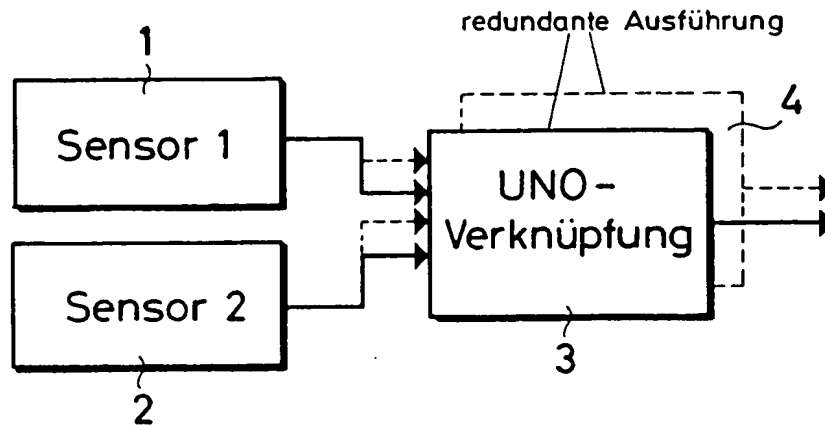 redundante Ausführung
1
4
Sensor 1
UNO-
Verknüpfung
Sensor 2
3
2